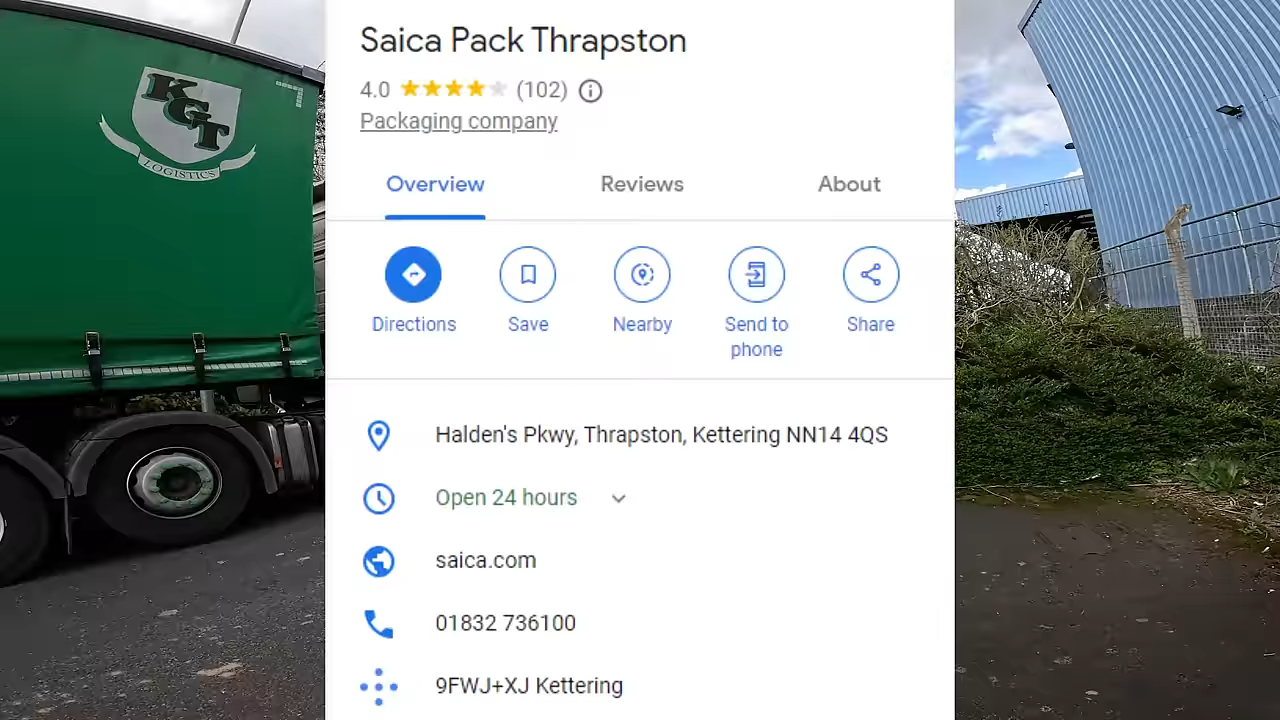 KGT
LOGISTICS
Saica Pack Thrapston
4.0 (102)
Packaging company
Overview Reviews About
Directions Save Nearby Send to phone Share
Halden's Pkwy, Thrapston, Kettering NN14 4QS
Open 24 hours
saica.com
01832 736100
9FWJ+XJ Kettering